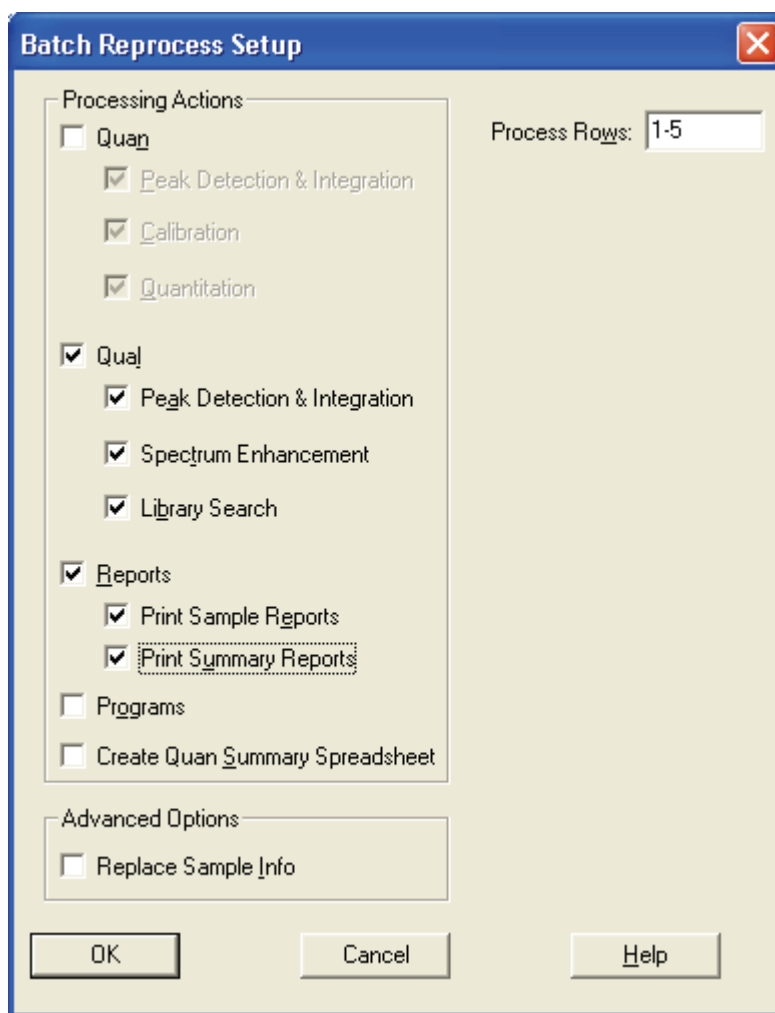 Batch Reprocess Setup
Processing Actions
Quan
Process Rows: 1-5
Peak Detection & Integration
Calibration
Quantitation
Qual
Peak Detection & Integration
Spectrum Enhancement
Library Search
Reports
Print Sample Reports
Print Summary Reports
Programs
Create Quan Summary Spreadsheet
Advanced Options
Replace Sample Info
OK Cancel Help